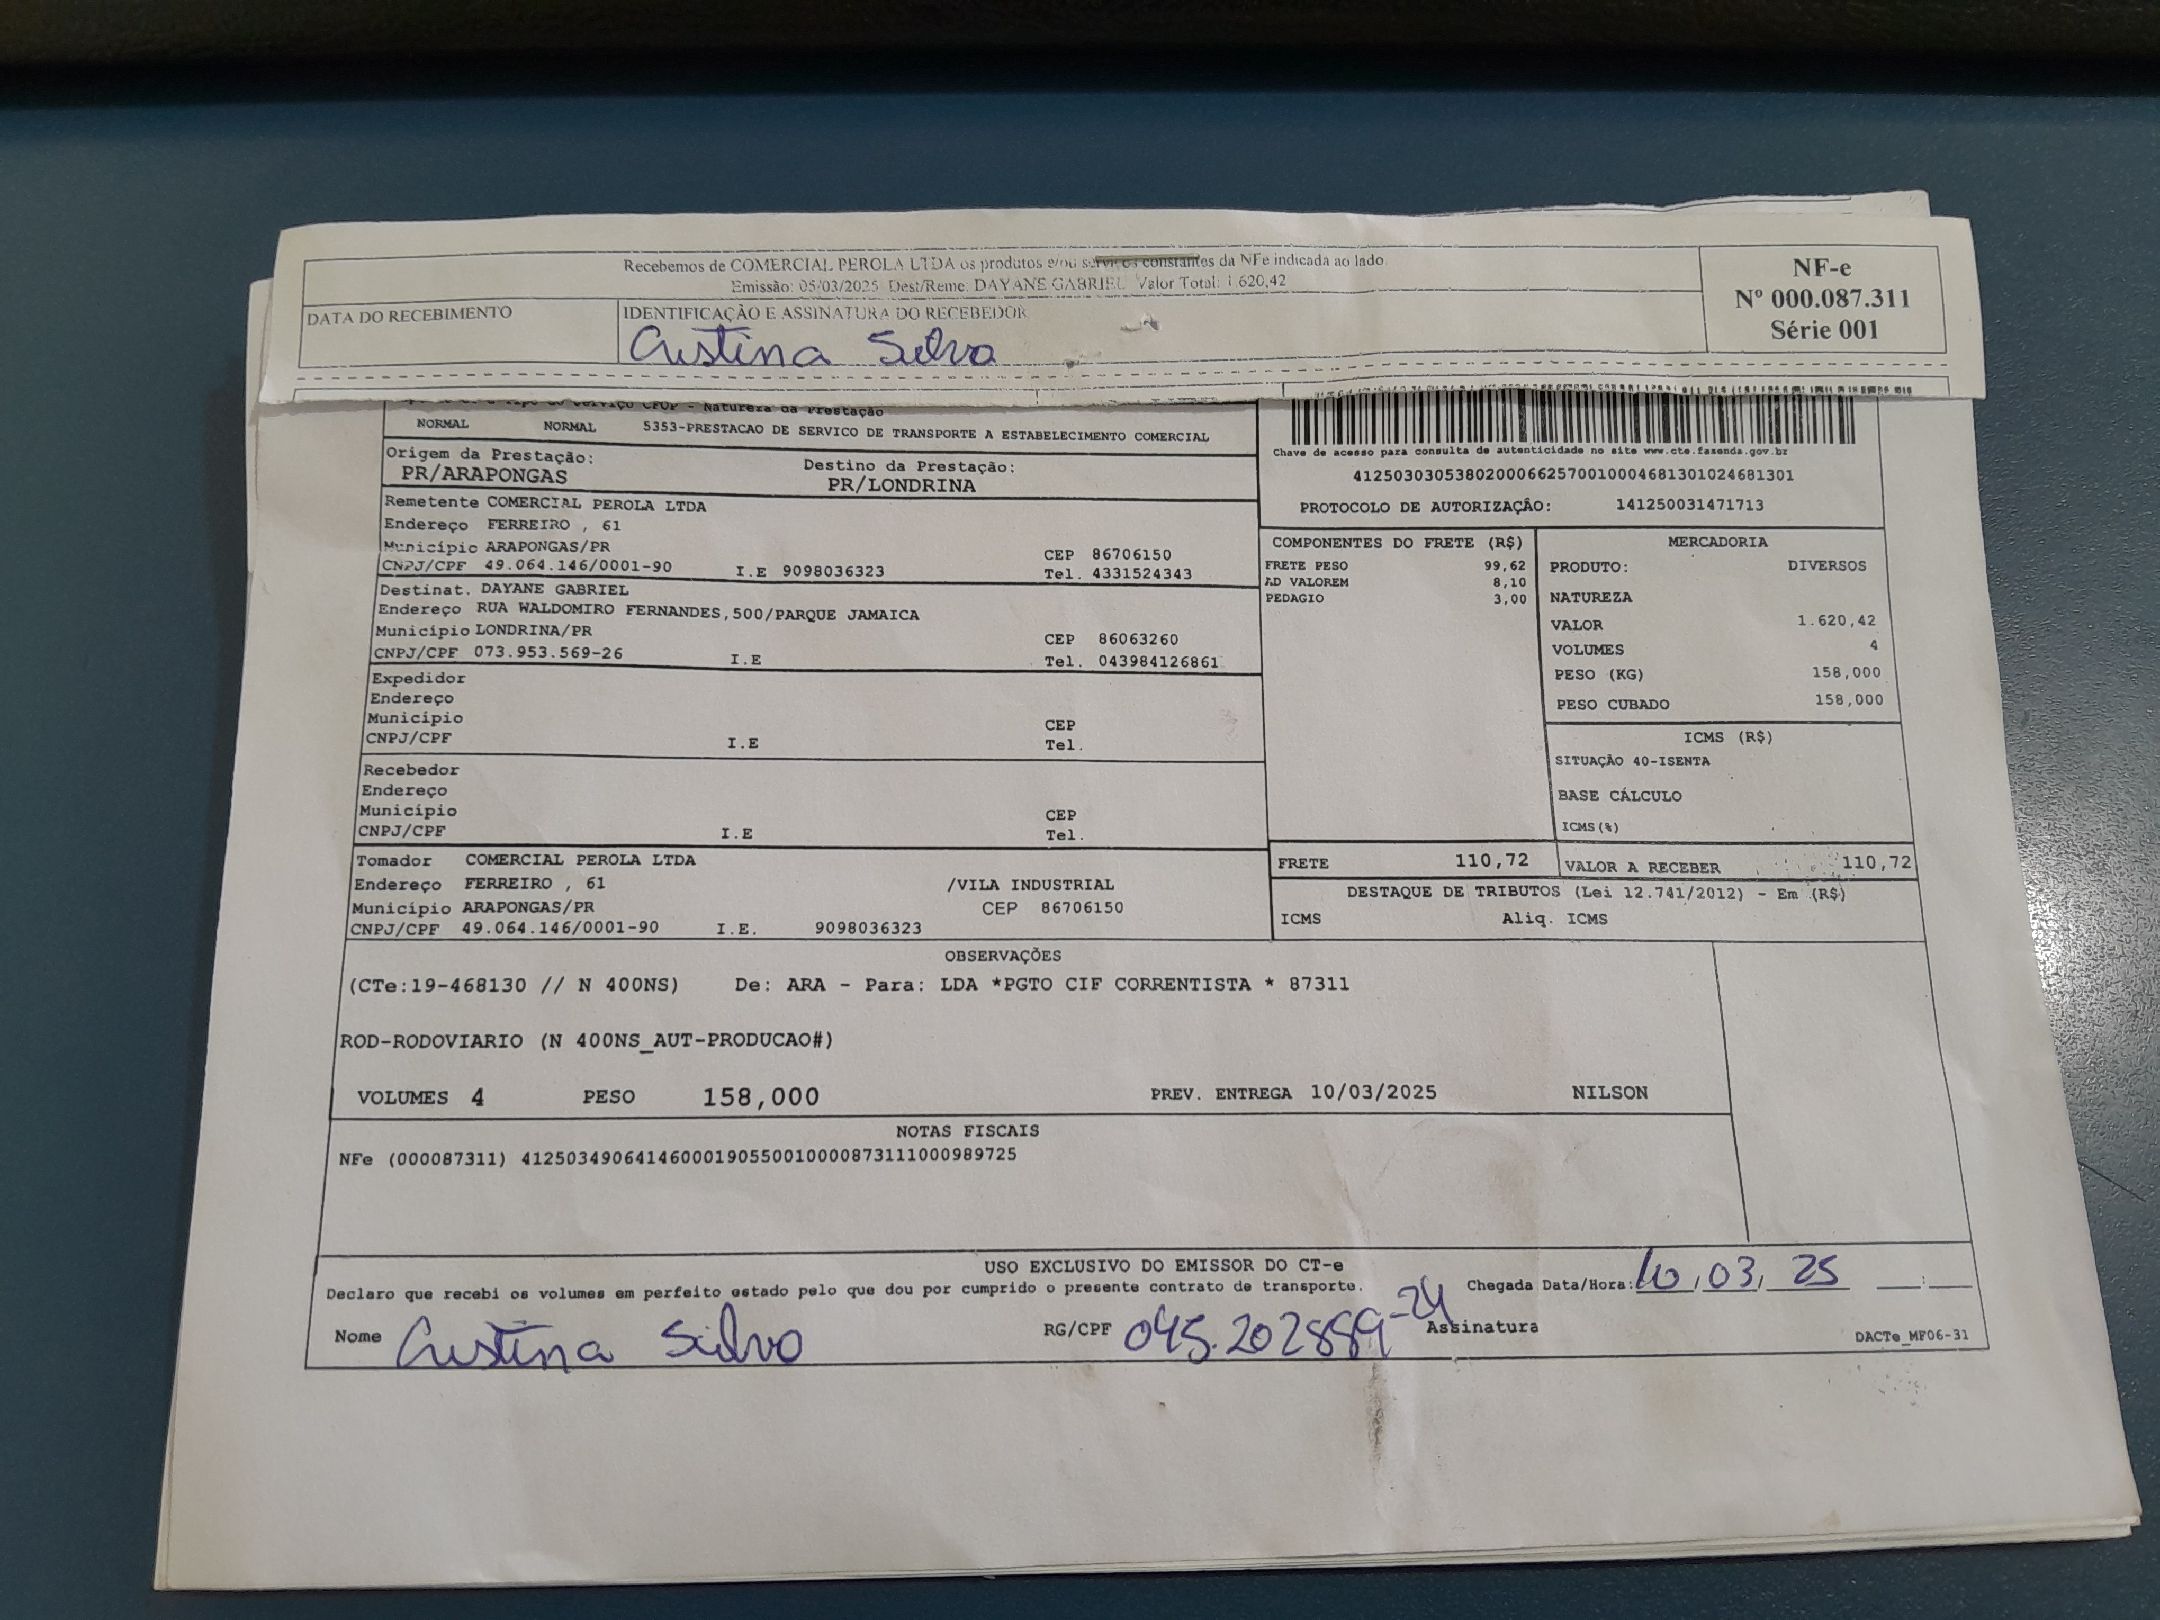 Recebemos de COMERCIAL PEROLA LTDA os produtos e/ou serviços constantes da NFe indicada ao lado.
Emissão: 05/03/2025 Dest/Reme: DAYANE GABRIEL Valor Total: 1.620,42
NF-e
Nº 000.087.311
Série 001
DATA DO RECEBIMENTO
IDENTIFICAÇÃO E ASSINATURA DO RECEBEDOR
Cristina Silva
CFOP - Natureza da Prestação
NORMAL NORMAL 5353-PRESTACAO DE SERVICO DE TRANSPORTE A ESTABELECIMENTO COMERCIAL
Origem da Prestação: Destino da Prestação:
PR/ARAPONGAS PR/LONDRINA
Chave de acesso para consulta de autenticidade no site www.cte.fazenda.gov.br
41250303053802000662570010004681301024681301
PROTOCOLO DE AUTORIZAÇÃO: 141250031471713
Remetente COMERCIAL PEROLA LTDA
Endereço FERREIRO , 61
Município ARAPONGAS/PR CEP 86706150
CNPJ/CPF 49.064.146/0001-90 I.E 9098036323 Tel. 4331524343
Destinat. DAYANE GABRIEL
Endereço RUA WALDOMIRO FERNANDES,500/PARQUE JAMAICA
Município LONDRINA/PR CEP 86063260
CNPJ/CPF 073.953.569-26 I.E Tel. 043984126861
Expedidor
Endereço
Município CEP
CNPJ/CPF I.E Tel.
Recebedor
Endereço
Município CEP
CNPJ/CPF I.E Tel.
Tomador COMERCIAL PEROLA LTDA
Endereço FERREIRO , 61 /VILA INDUSTRIAL
Município ARAPONGAS/PR CEP 86706150
CNPJ/CPF 49.064.146/0001-90 I.E. 9098036323
COMPONENTES DO FRETE (R$)
FRETE PESO 99,62
AD VALOREM 8,10
PEDAGIO 3,00
MERCADORIA
PRODUTO: DIVERSOS
NATUREZA
VALOR 1.620,42
VOLUMES 4
PESO (KG) 158,000
PESO CUBADO 158,000
ICMS (R$)
SITUAÇÃO 40-ISENTA
BASE CÁLCULO
ICMS(%)
FRETE 110,72 VALOR A RECEBER 110,72
DESTAQUE DE TRIBUTOS (Lei 12.741/2012) - Em (R$)
ICMS Aliq. ICMS
OBSERVAÇÕES
(CTe:19-468130 // N 400NS) De: ARA - Para: LDA *PGTO CIF CORRENTISTA * 87311
ROD-RODOVIARIO (N 400NS_AUT-PRODUCAO#)
VOLUMES 4 PESO 158,000 PREV. ENTREGA 10/03/2025 NILSON
NOTAS FISCAIS
NFe (000087311) 41250349064146000190550010000873111000989725
USO EXCLUSIVO DO EMISSOR DO CT-e
Declaro que recebi os volumes em perfeito estado pelo que dou por cumprido o presente contrato de transporte. Chegada Data/Hora: 10/03/25 __:__
Nome Cristina Silva RG/CPF 045.202889-24 Assinatura DACTe_MF06-31